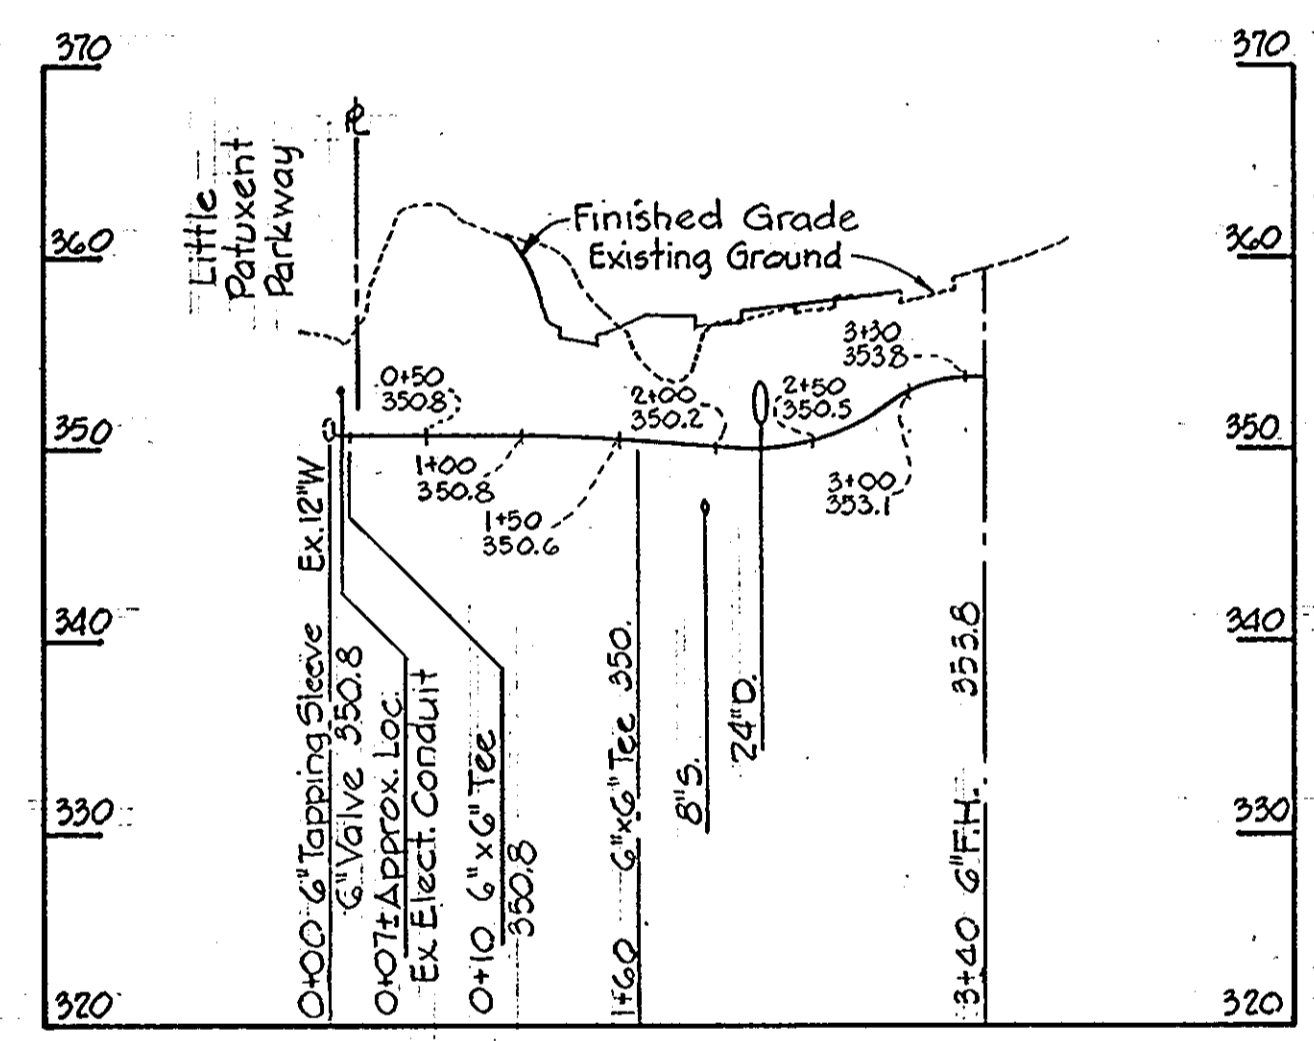 370
370
℄
Little
Patuxent
Parkway
Finished Grade
Existing Ground
360
360
3+30
353.8
0+50
350.8
2+00
350.2
2+50
350.5
350
350
1+00
350.8
1+50
350.6
3+00
353.1
340
340
330
330
320
320
0+00 6" Tapping Sleeve Ex. 12" W
6" Valve 350.8
0+07± Approx. Loc.
Ex Elect. Conduit
0+10 6"x6" Tee
350.8
1+60 6"x6" Tee 350.
8"S.
24"D.
3+40 6" F.H. 353.8